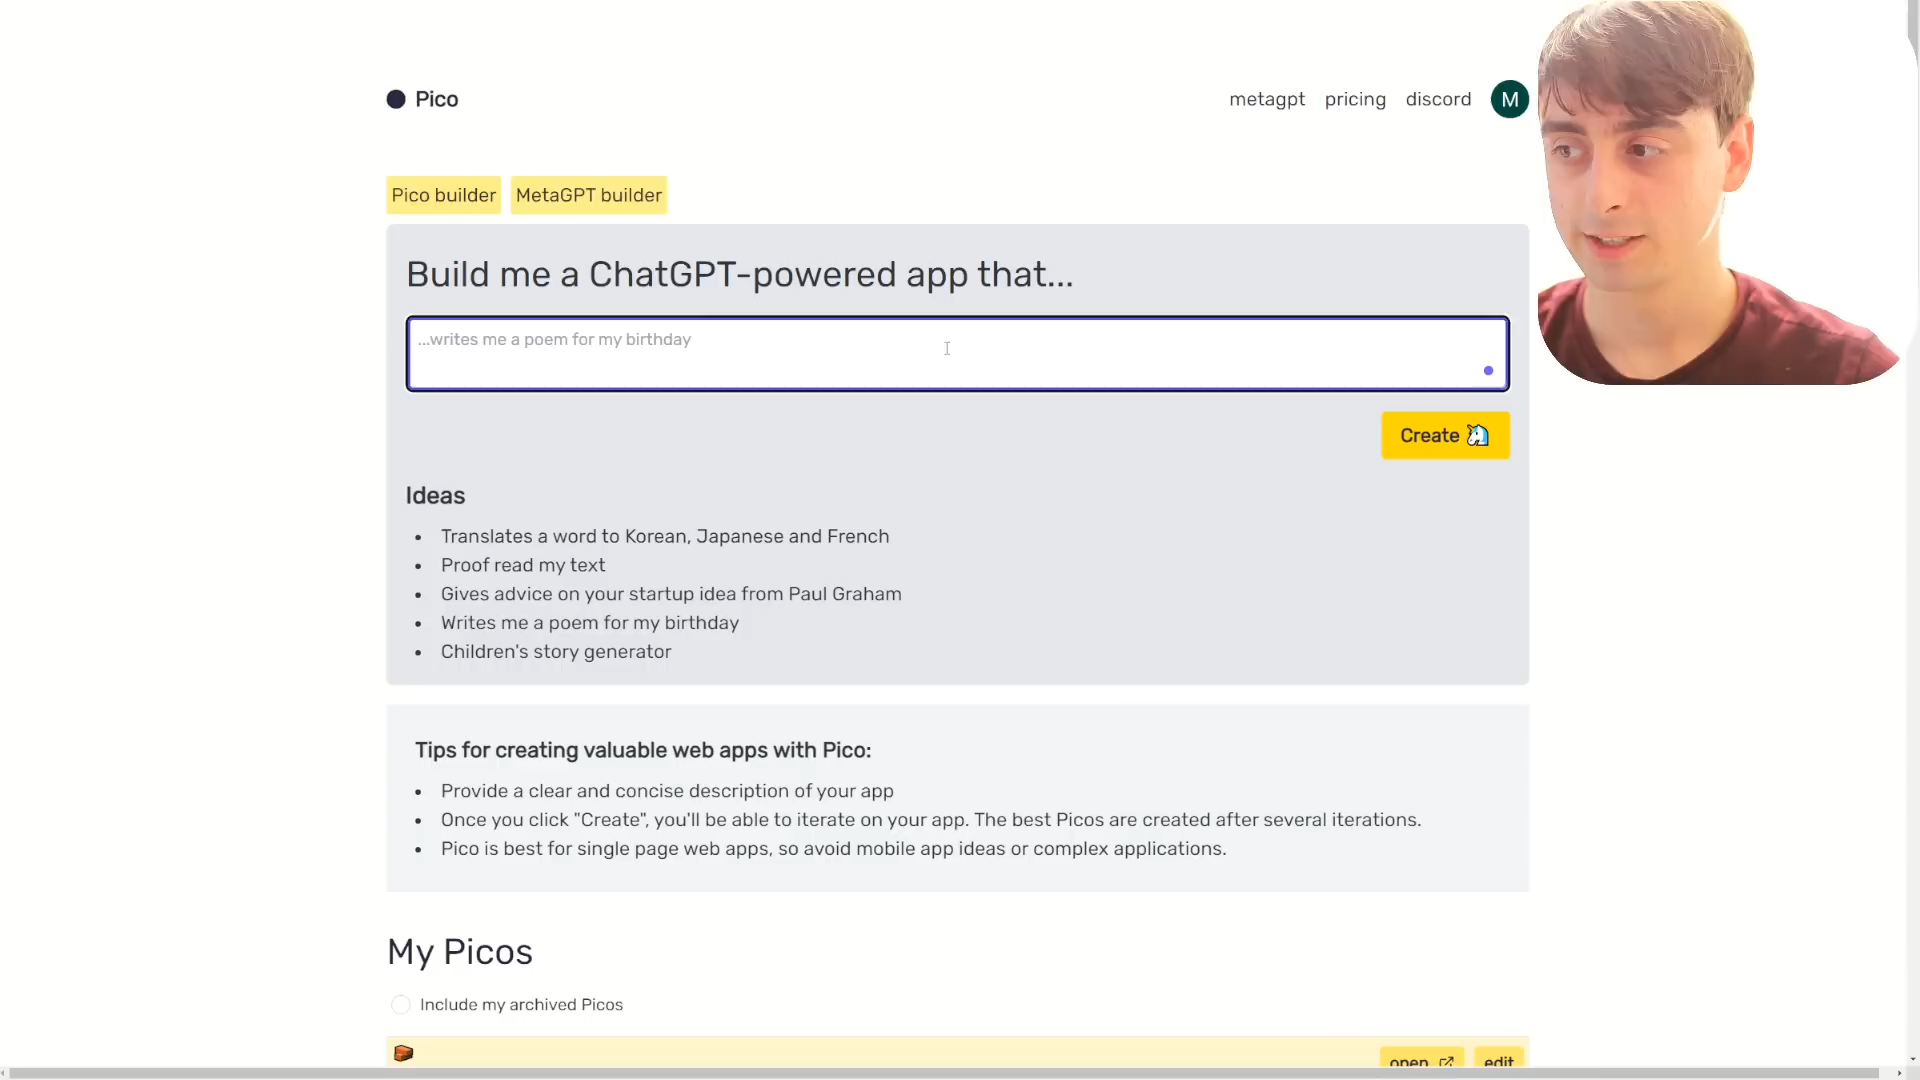 Pico
metagpt pricing discord M
Pico builder MetaGPT builder
Build me a ChatGPT-powered app that...
...writes me a poem for my birthday
Create
Ideas
Translates a word to Korean, Japanese and French
Proof read my text
Gives advice on your startup idea from Paul Graham
Writes me a poem for my birthday
Children's story generator
Tips for creating valuable web apps with Pico:
Provide a clear and concise description of your app
Once you click "Create", you'll be able to iterate on your app. The best Picos are created after several iterations.
Pico is best for single page web apps, so avoid mobile app ideas or complex applications.
My Picos
Include my archived Picos
open edit